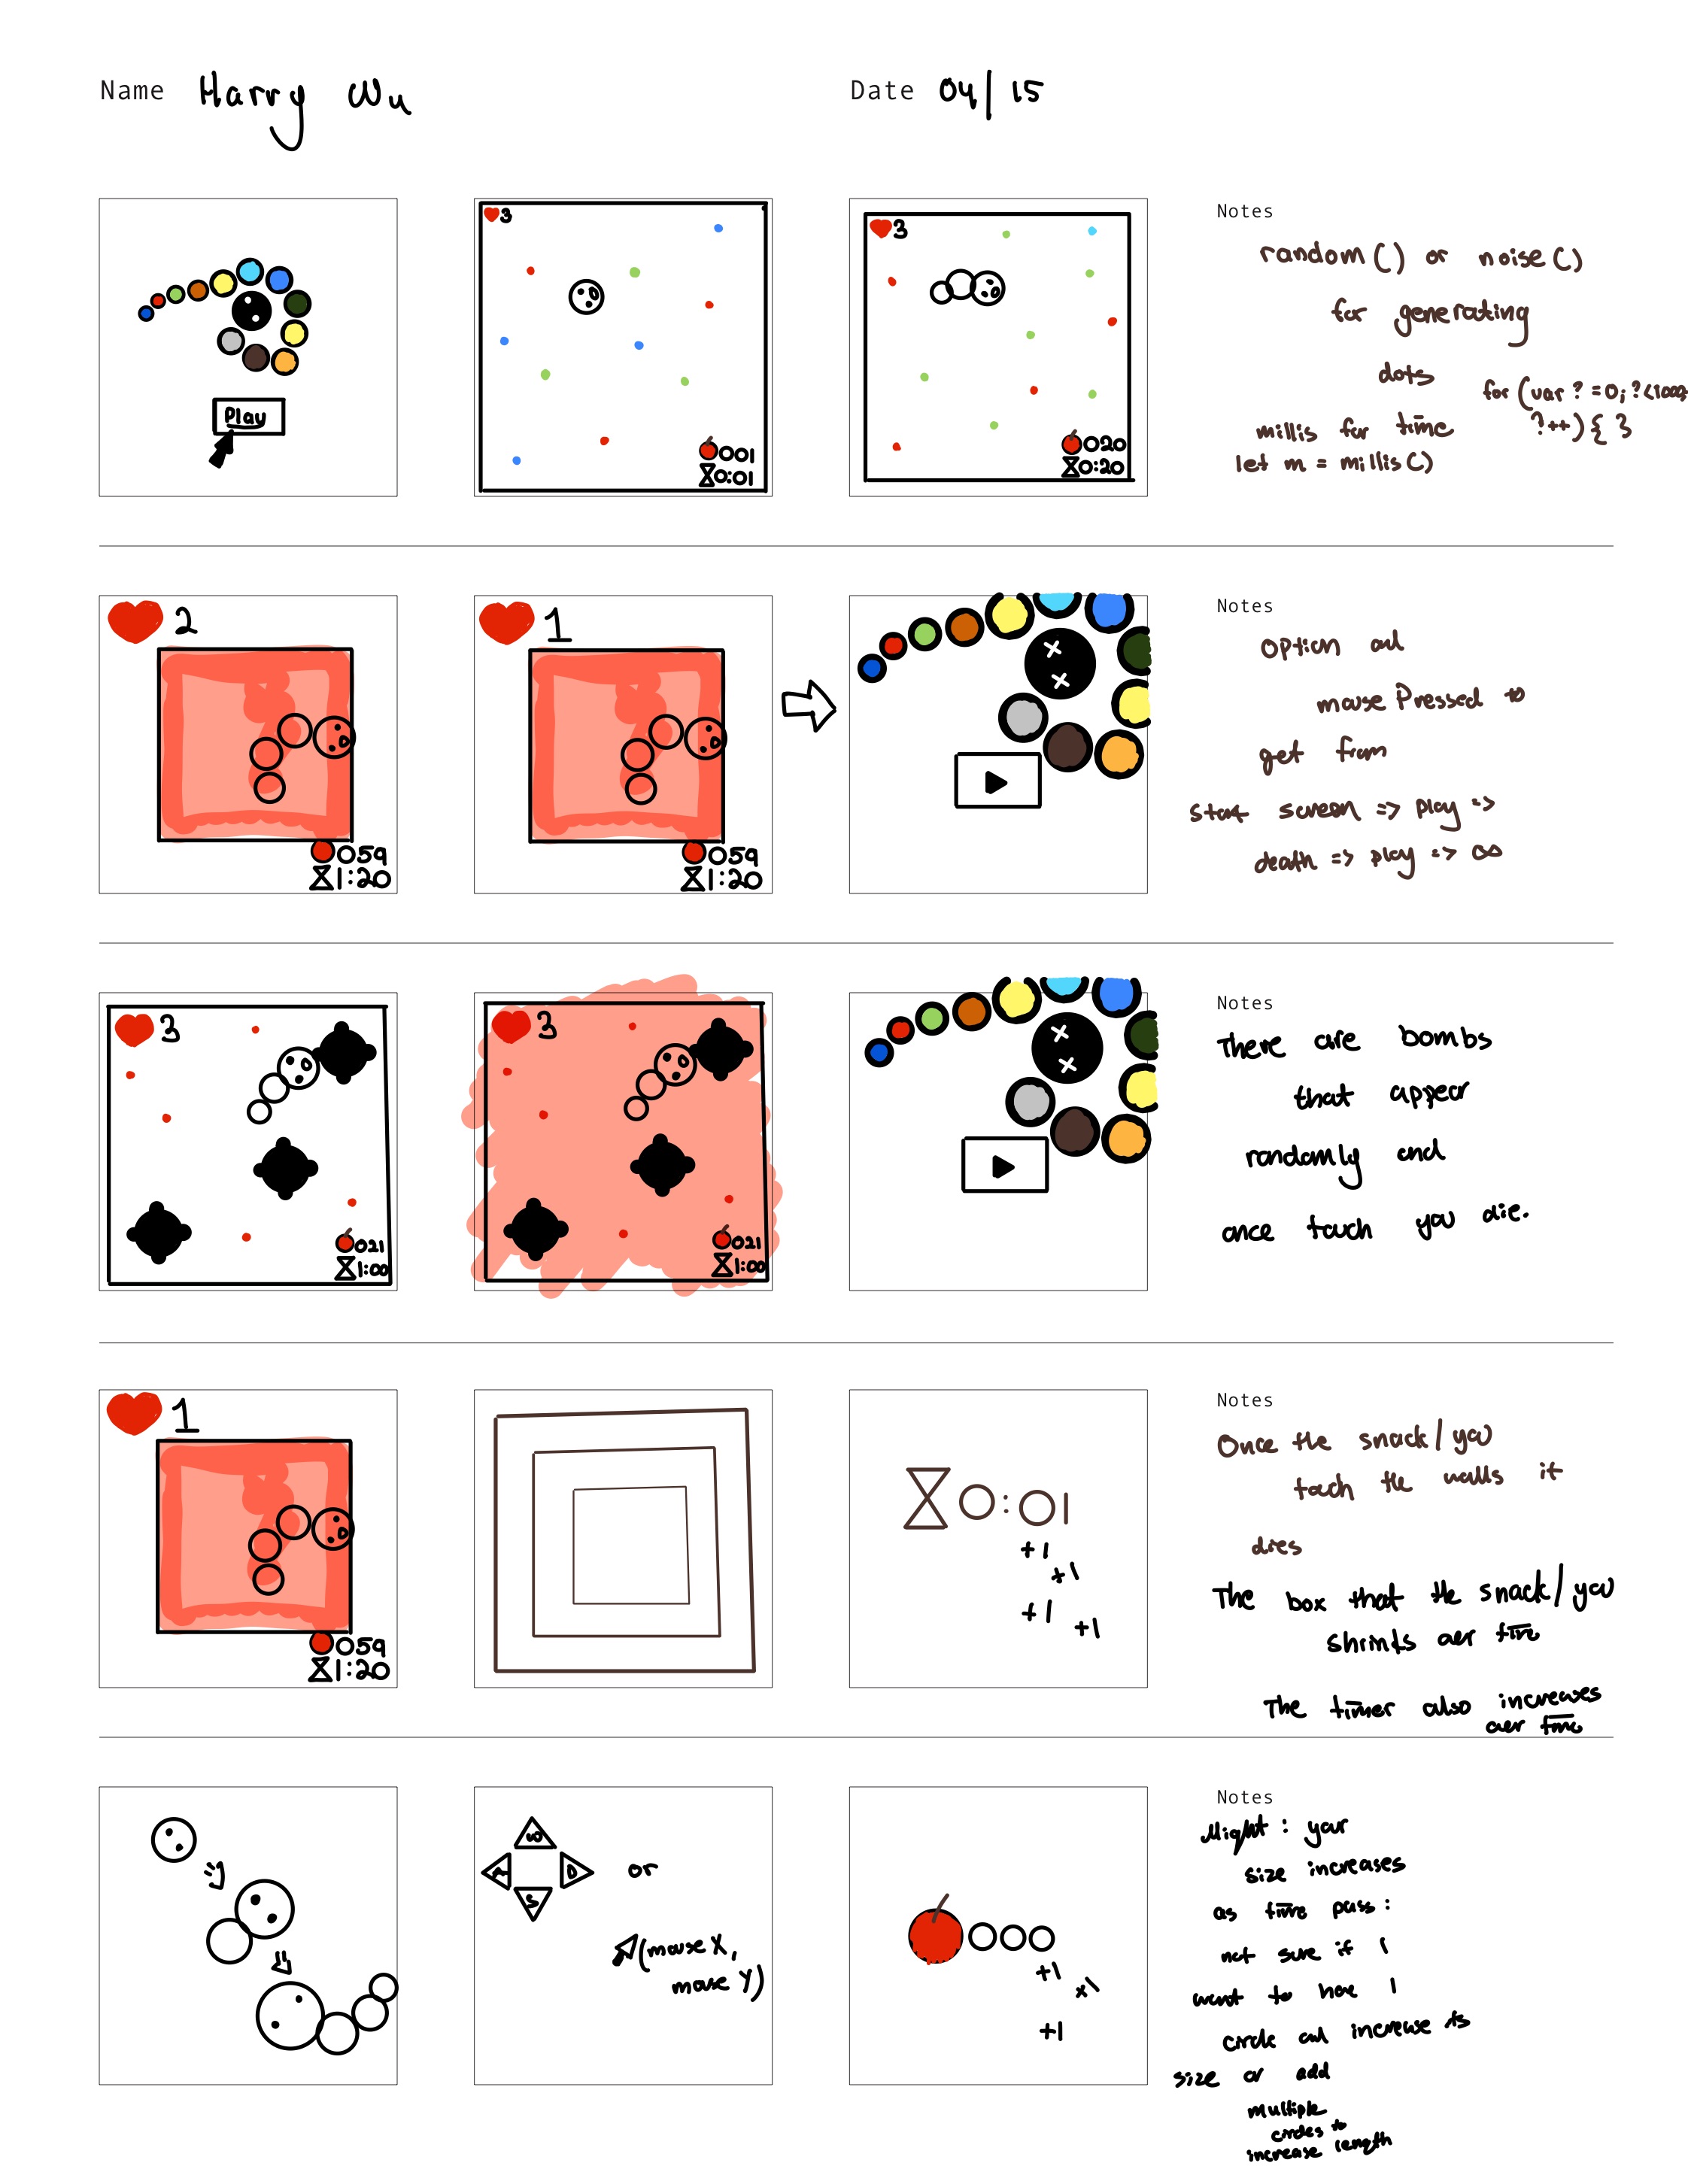 Name Harry Wu
Date 04/15
Play
3
001
0:01
3
020
0:20
Notes
random() or noise()
for generating
dots
for (var ? = 0; ? < 1000;
?++) { }
millis for time
let m = millis()
2
059
1:20
1
059
1:20
Notes
option ad
mouse Pressed to
get from
start screen => play =>
death => play => ∞
3
021
1:00
3
021
1:00
Notes
There are bombs
that appear
randomly and
once touch you die.
1
059
1:20
0:01
+1
+1
+1
+1
Notes
Once the snack/you
touch the walls it
dies
The box that the snack/you
shrinks over time
The timer also increases
over time
A
S
D
or
(mouse X,
mouse Y)
000
+1
+1
Notes
Might: your
size increases
as time pass:
not sure if I
want to have 1
circle and increase its
size or add
multiple
circles to
increase length